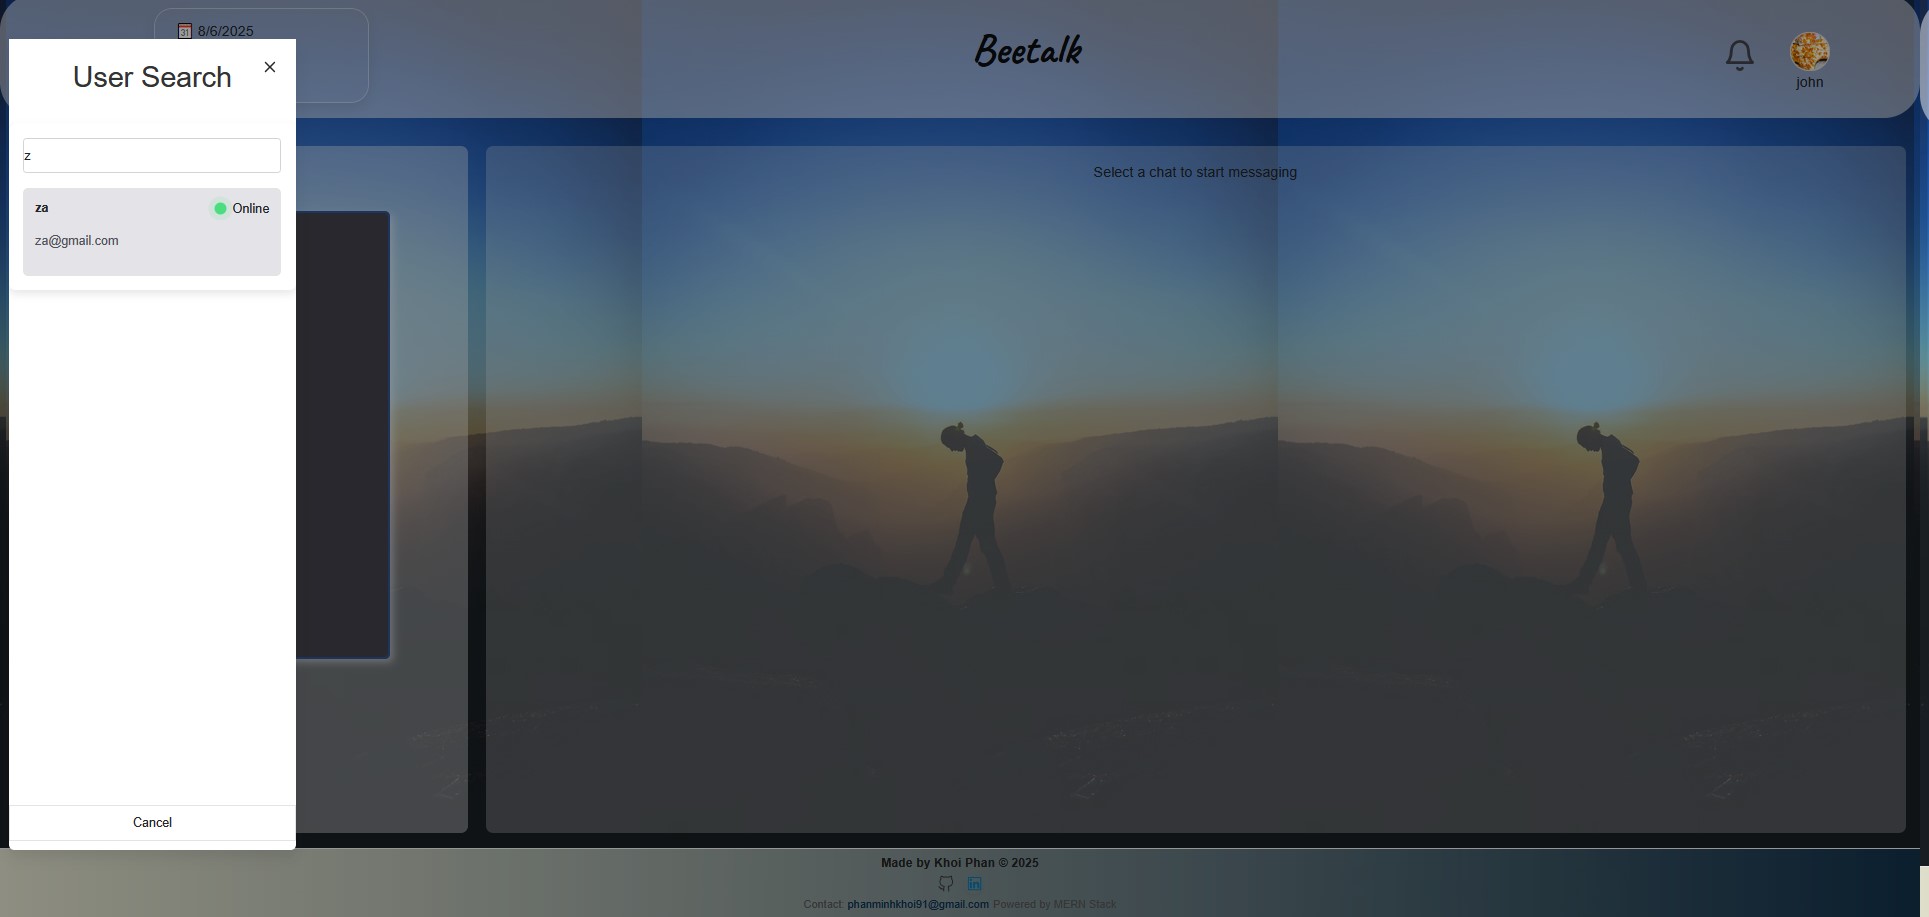 8/6/2025
Beetalk
john
User Search
z
za
Online
za@gmail.com
Cancel
Select a chat to start messaging
Made by Khoi Phan © 2025
Contact phanminhkhoi91@gmail.com Powered by MERN Stack